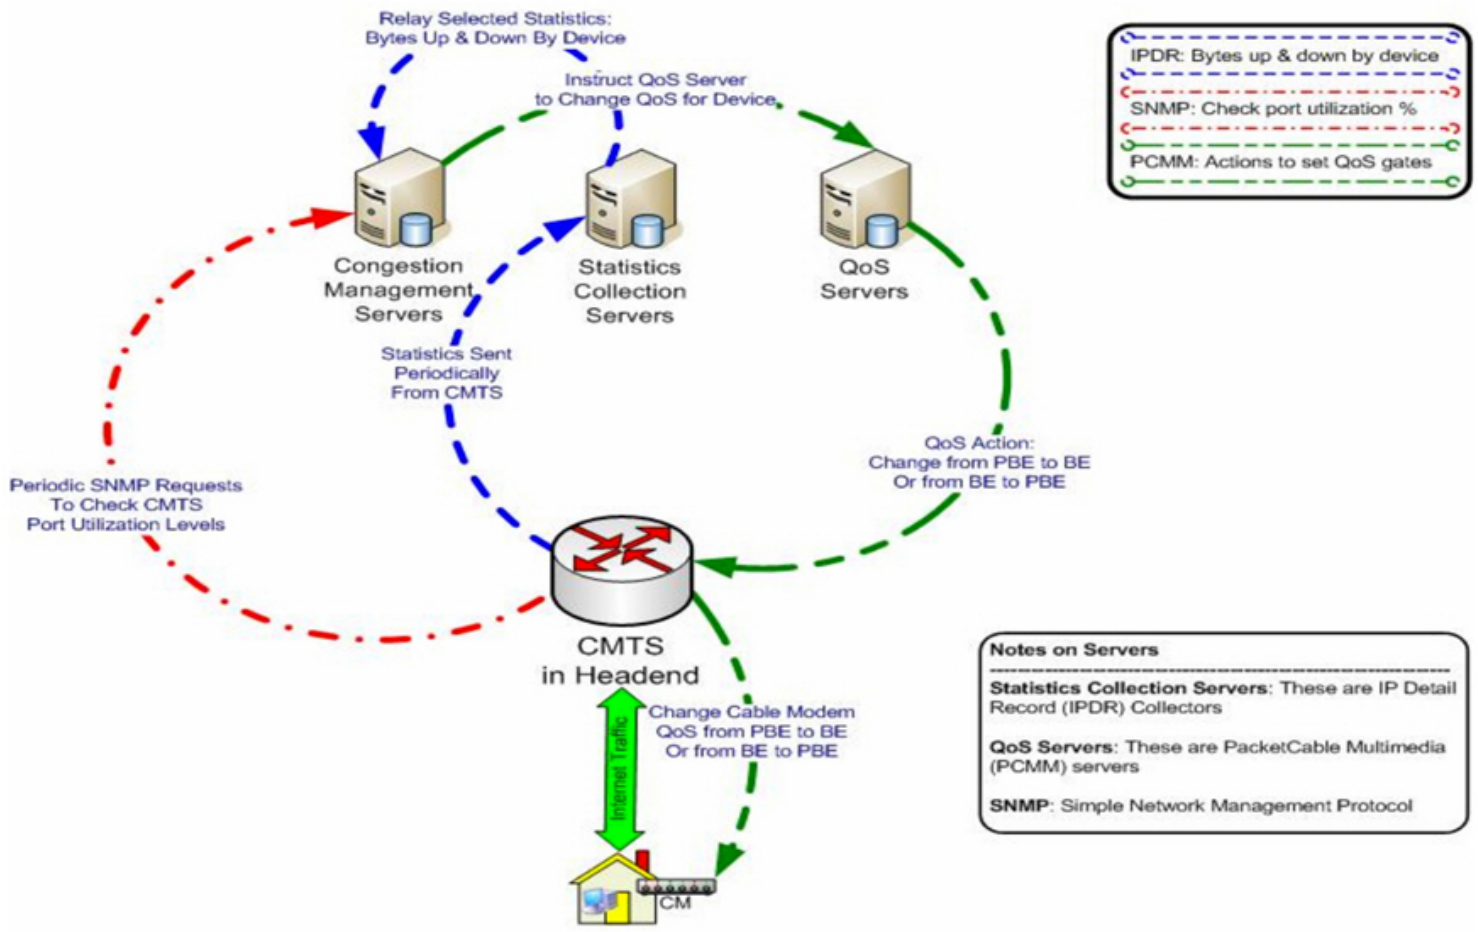 Relay Selected Statistics:
Bytes Up & Down By Device
Instruct QoS Server
to Change QoS for Device
IPDR: Bytes up & down by device
SNMP: Check port utilization %
PCMM: Actions to set QoS gates
Congestion
Management
Servers
Statistics
Collection
Servers
QoS
Servers
Statistics Sent
Periodically
From CMTS
QoS Action:
Change from PBE to BE
Or from BE to PBE
Periodic SNMP Requests
To Check CMTS
Port Utilization Levels
CMTS
in Headend
Change Cable Modem
QoS from PBE to BE
Or from BE to PBE
Internet Traffic
CM
Notes on Servers
Statistics Collection Servers: These are IP Detail
Record (IPDR) Collectors
QoS Servers: These are PacketCable Multimedia
(PCMM) servers
SNMP: Simple Network Management Protocol